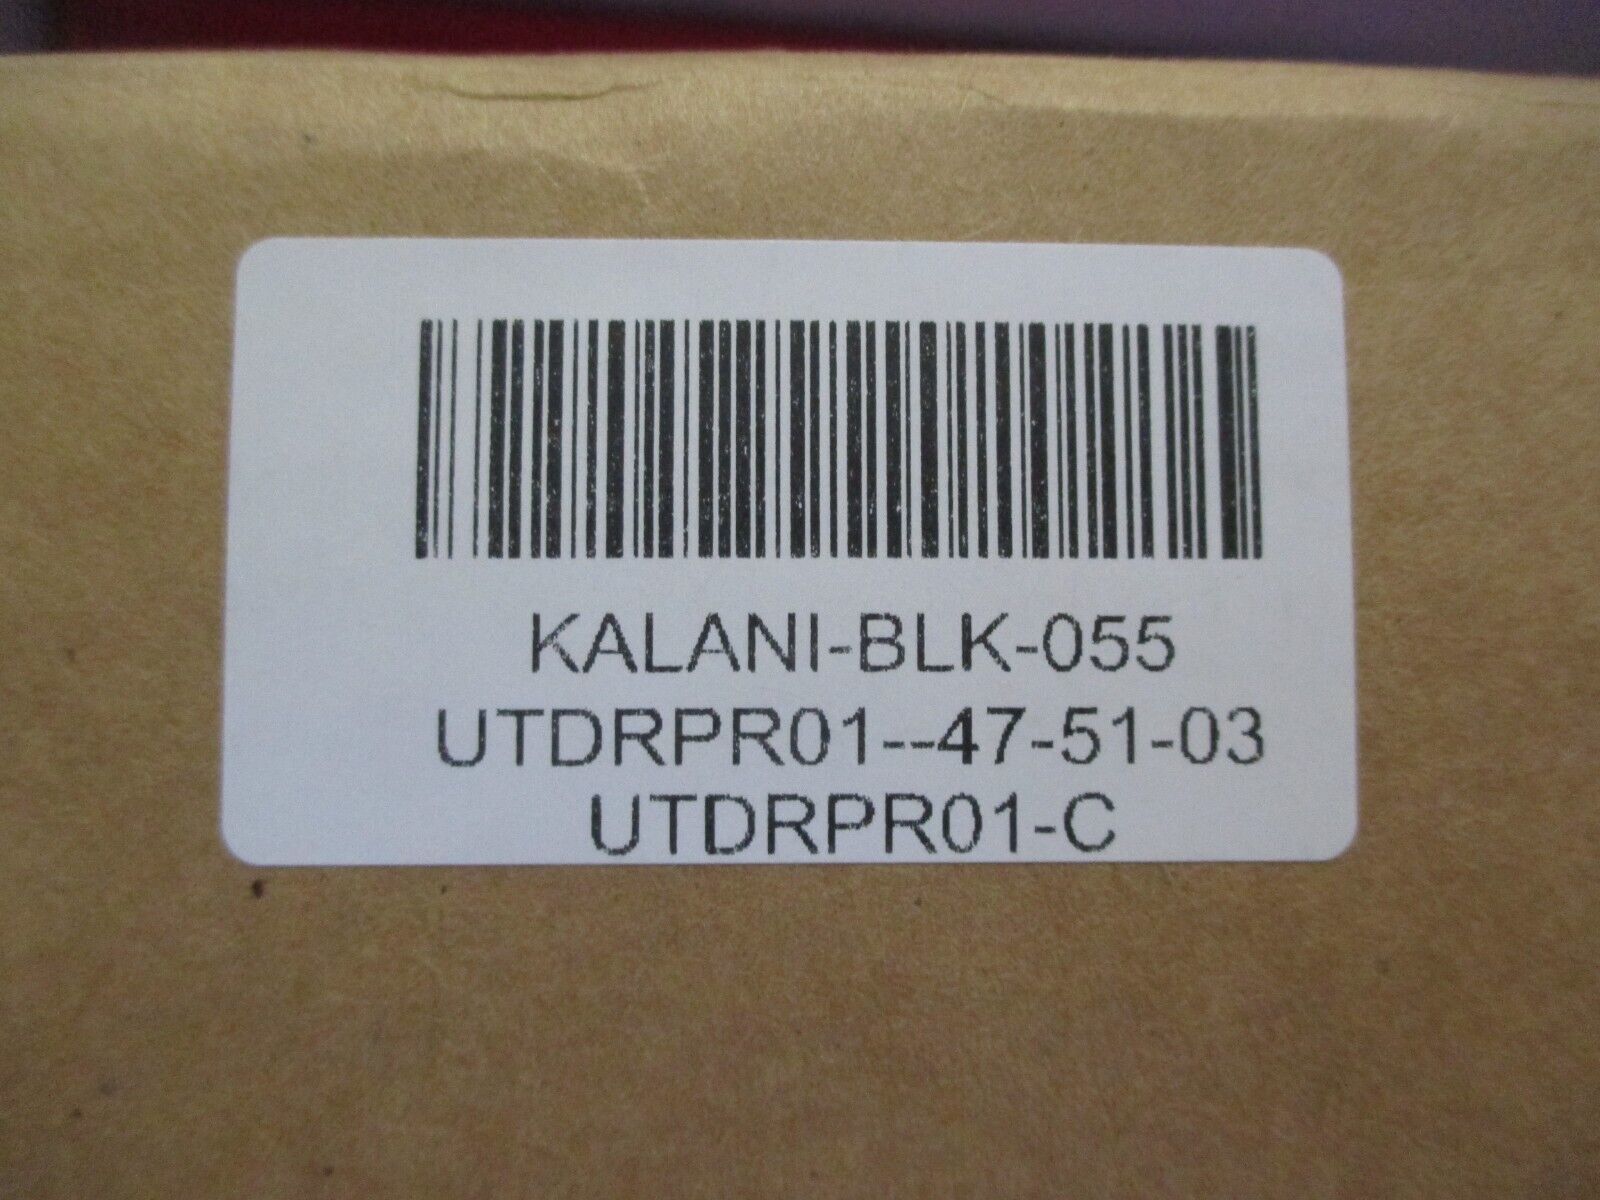 KALANI-BLK-055
UTDRPR01--47-51-03
UTDRPR01-C